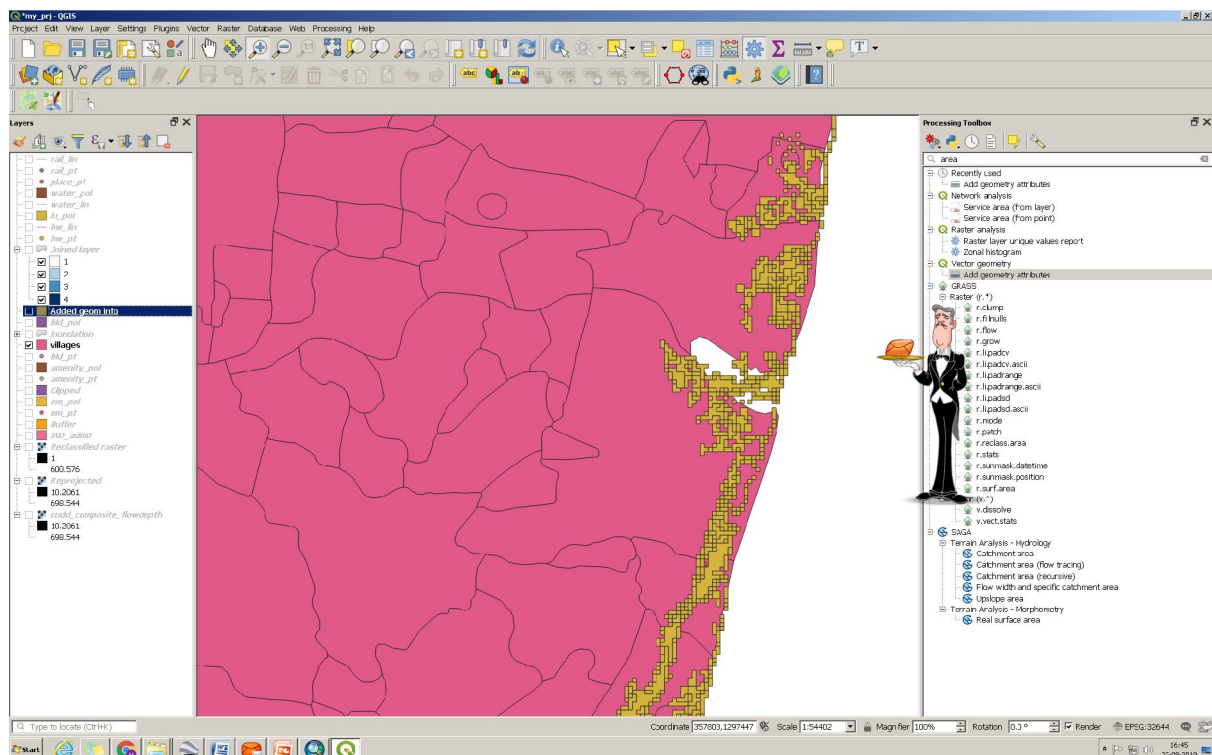 *my_prj - QGIS
Project Edit View Layer Settings Plugins Vector Raster Database Web Processing Help
Layers
rail_lin
rail_pt
place_pt
water_pol
water_lin
lu_pol
hw_lin
hw_pt
Joined layer
1
2
3
4
Added geom info
bld_pol
Inundation
villages
bld_pt
amenity_pol
amenity_pt
Clipped
em_pol
em_pt
Buffer
IND_adm0
Reclassified raster
1
600.576
Reprojected
10.2061
698.544
cudd_composite_flowdepth
10.2061
698.544
Processing Toolbox
area
Recently used
Add geometry attributes
Network analysis
Service area (from layer)
Service area (from point)
Raster analysis
Raster layer unique values report
Zonal histogram
Vector geometry
Add geometry attributes
GRASS
Raster (r.*)
r.clump
r.fillnulls
r.flow
r.grow
r.li.padcv
r.li.padcv.ascii
r.li.padrange
r.li.padrange.ascii
r.li.padsd
r.li.padsd.ascii
r.mode
r.patch
r.reclass.area
r.stats
r.sunmask.datetime
r.sunmask.position
r.surf.area
(v.*)
v.dissolve
v.vect.stats
SAGA
Terrain Analysis - Hydrology
Catchment area
Catchment area (flow tracing)
Catchment area (recursive)
Flow width and specific catchment area
Upslope area
Terrain Analysis - Morphometry
Real surface area
Type to locate (Ctrl+K)
Coordinate 357803,1297447 Scale 1:54402 Magnifier 100% Rotation 0.3 ° Render EPSG:32644
Start
16:45